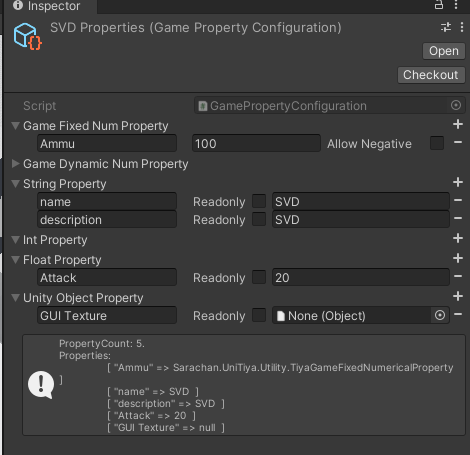 Inspector
SVD Properties (Game Property Configuration)
Open
Checkout
Script GamePropertyConfiguration
Game Fixed Num Property
Ammu 100 Allow Negative
Game Dynamic Num Property
String Property
name Readonly SVD
description Readonly SVD
Int Property
Float Property
Attack Readonly 20
Unity Object Property
GUI Texture Readonly None (Object)
PropertyCount: 5.
Properties:
[ "Ammu" => Sarachan.UniTiya.Utility.TiyaGameFixedNumericalProperty
]
[ "name" => SVD ]
[ "description" => SVD ]
[ "Attack" => 20 ]
[ "GUI Texture" => null ]